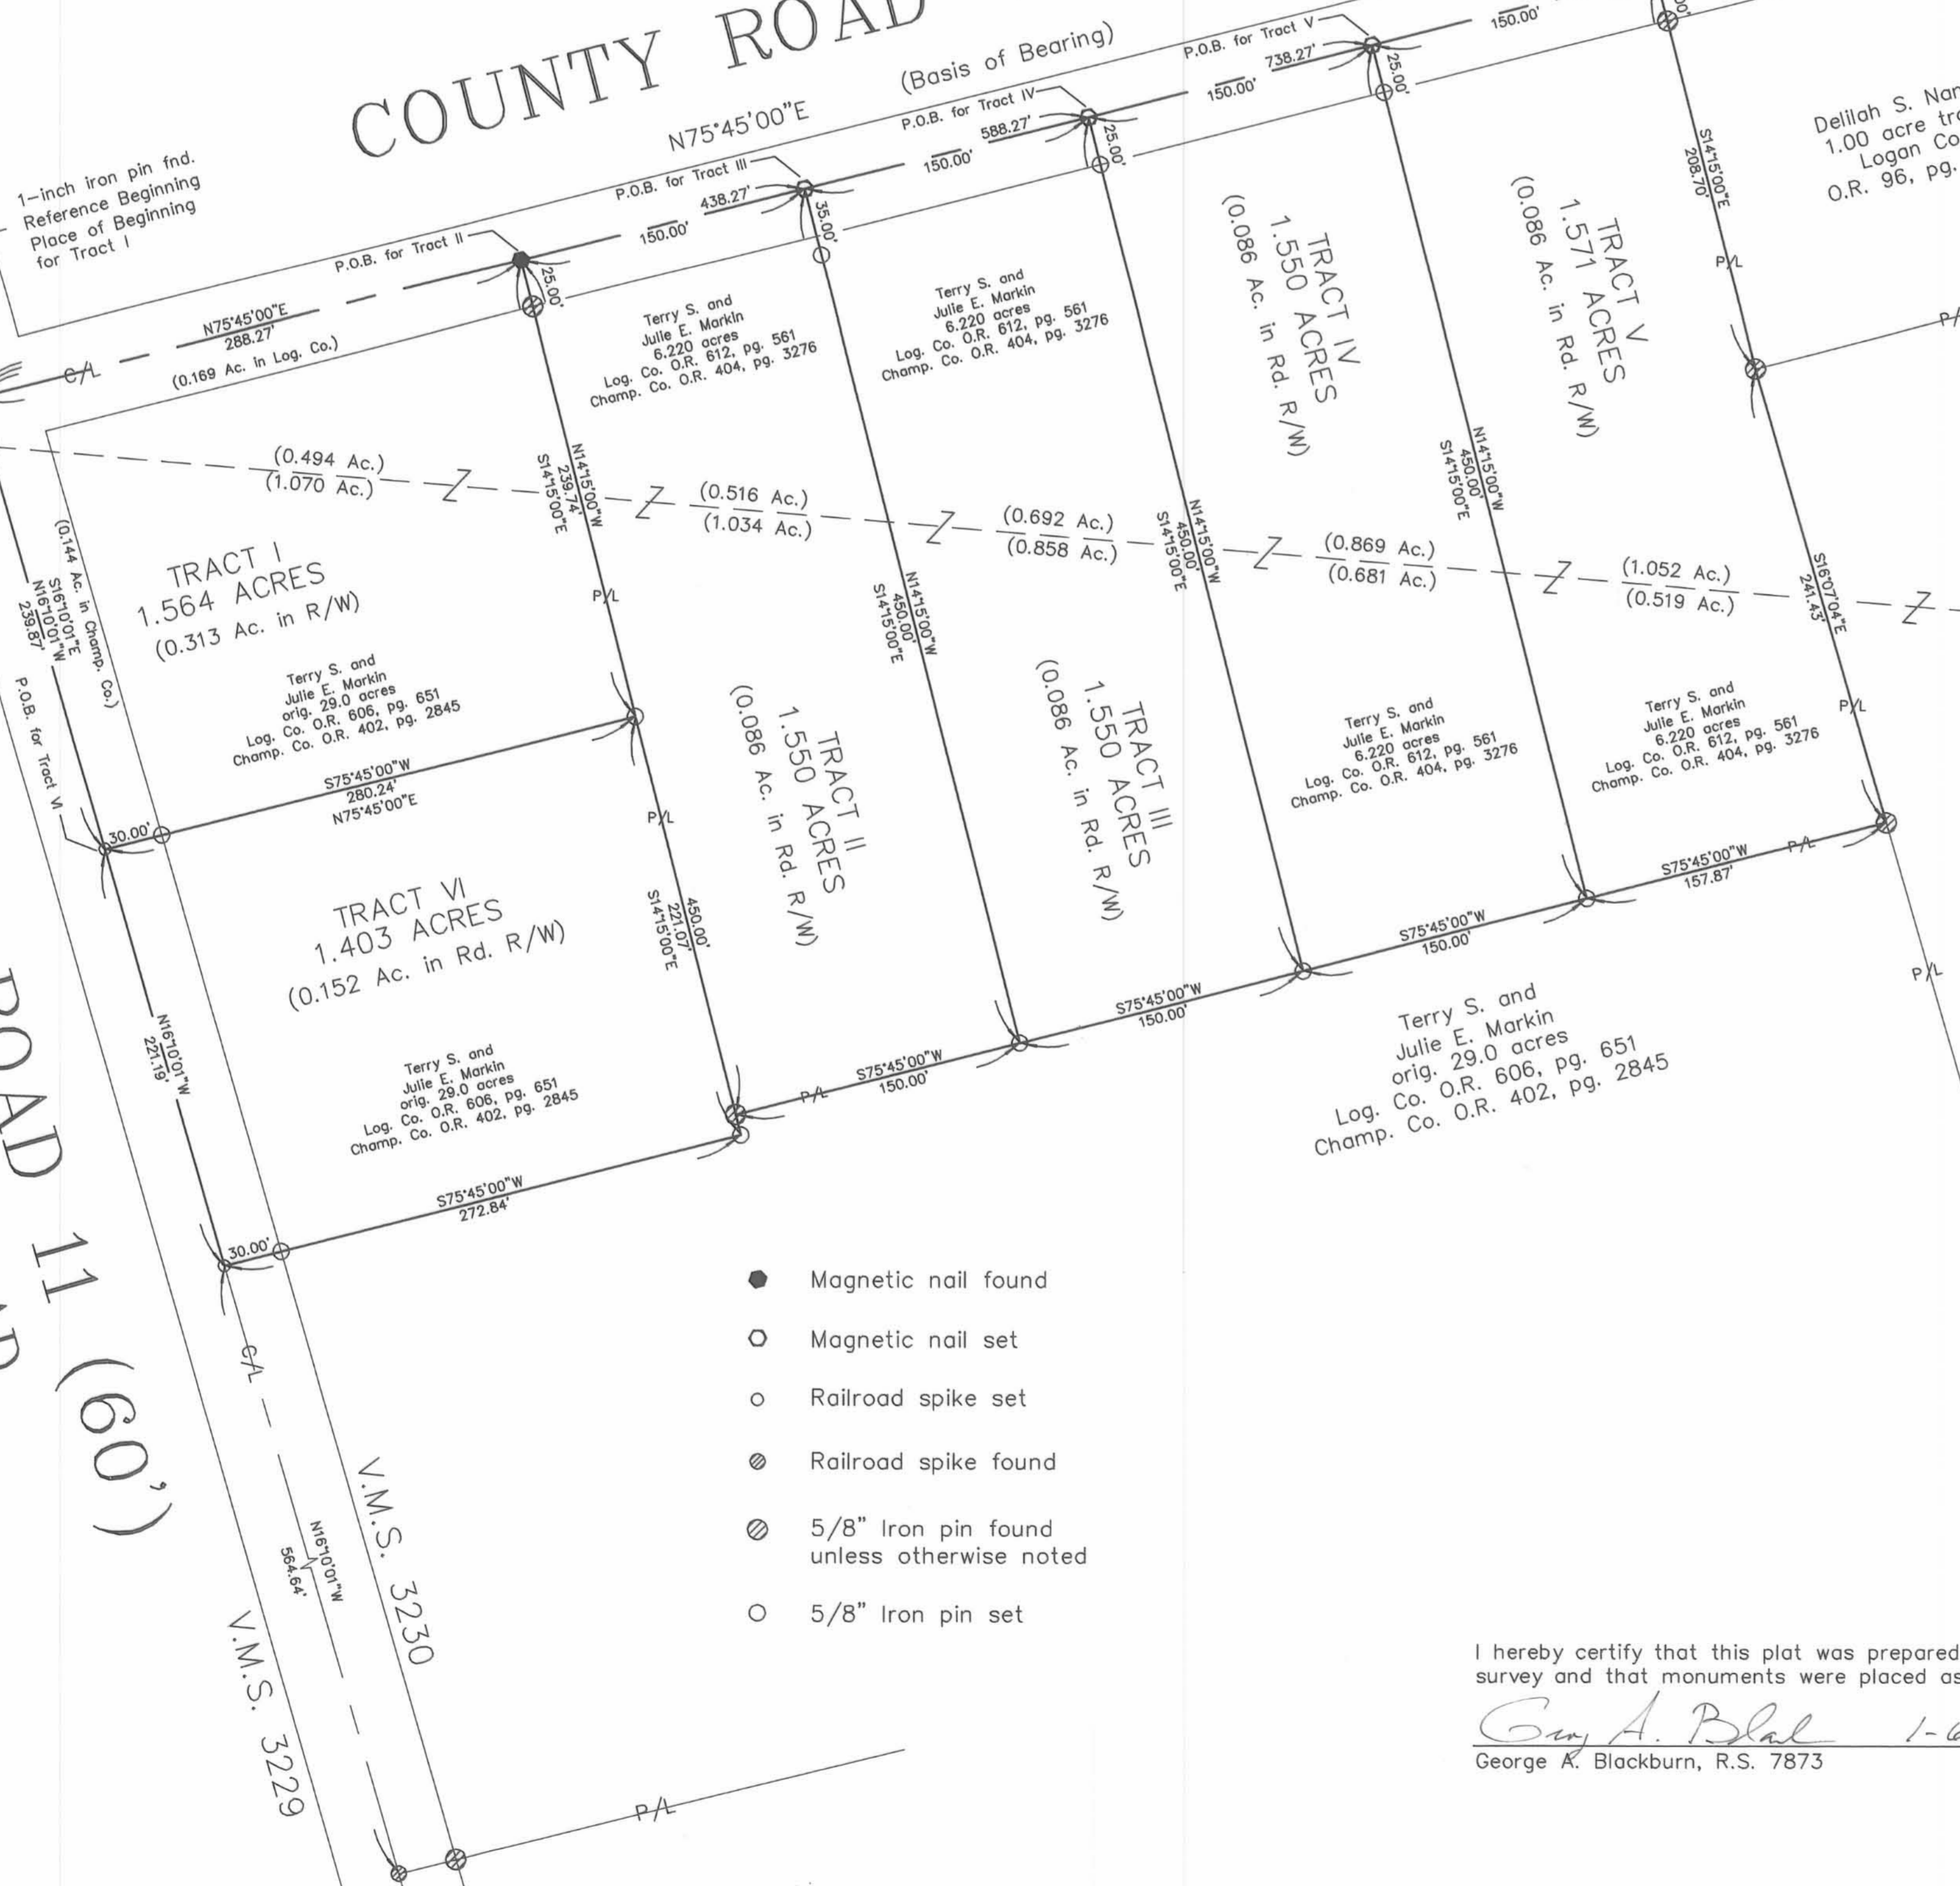 COUNTY ROAD
(Basis of Bearing)
N75°45'00"E
1-inch iron pin fnd.
Reference Beginning
Place of Beginning
for Tract I
P.O.B. for Tract II
P.O.B. for Tract III
P.O.B. for Tract IV
P.O.B. for Tract V
150.00'
438.27'
150.00'
588.27'
150.00'
738.27'
150.00'
25.00'
35.00'
25.00'
25.00'
N75°45'00"E
288.27'
C/L
(0.169 Ac. in Log. Co.)
Delilah S.
1.00 acre
Logan Co
O.R. 96, pg.
S14°15'00"E
208.70'
P/L
Terry S. and
Julie E. Markin
6.220 acres
Log. Co. O.R. 612, pg. 561
Champ. Co. O.R. 404, pg. 3276
Terry S. and
Julie E. Markin
6.220 acres
Log. Co. O.R. 612, pg. 561
Champ. Co. O.R. 404, pg. 3276
TRACT IV
1.550 ACRES
(0.086 Ac. in Rd. R/W)
TRACT V
1.571 ACRES
(0.086 Ac. in Rd. R/W)
(0.494 Ac.)
(1.070 Ac.)
Z
N14°15'00"W
239.74'
S14°15'00"E
Z
(0.516 Ac.)
(1.034 Ac.)
Z
(0.692 Ac.)
(0.858 Ac.)
N14°15'00"W
450.00'
S14°15'00"E
Z
(0.869 Ac.)
(0.681 Ac.)
N14°15'00"W
450.00'
S14°15'00"E
Z
(1.052 Ac.)
(0.519 Ac.)
Z
S16°07'04"E
241.43'
P/L
N14°15'00"W
450.00'
S14°15'00"E
(0.144 Ac. in Champ. Co.)
S16°10'01"E
N16°10'01"W
239.87'
P.O.B. for Tract VI
TRACT I
1.564 ACRES
(0.313 Ac. in R/W)
Terry S. and
Julie E. Markin
orig. 29.0 acres
Log. Co. O.R. 606, pg. 651
Champ. Co. O.R. 402, pg. 2845
P/L
S75°45'00"W
280.24'
N75°45'00"E
30.00'
TRACT II
1.550 ACRES
(0.086 Ac. in Rd. R/W)
TRACT III
1.550 ACRES
(0.086 Ac. in Rd. R/W)
Terry S. and
Julie E. Markin
6.220 acres
Log. Co. O.R. 612, pg. 561
Champ. Co. O.R. 404, pg. 3276
Terry S. and
Julie E. Markin
6.220 acres
Log. Co. O.R. 612, pg. 561
Champ. Co. O.R. 404, pg. 3276
P/L
TRACT VI
1.403 ACRES
(0.152 Ac. in Rd. R/W)
450.00'
221.07'
S14°15'00"E
S75°45'00"W
157.87'
P/L
S75°45'00"W
150.00'
S75°45'00"W
150.00'
S75°45'00"W
150.00'
P/L
P/L
N16°10'01"W
221.19'
Terry S. and
Julie E. Markin
orig. 29.0 acres
Log. Co. O.R. 606, pg. 651
Champ. Co. O.R. 402, pg. 2845
Terry S. and
Julie E. Markin
orig. 29.0 acres
Log. Co. O.R. 606, pg. 651
Champ. Co. O.R. 402, pg. 2845
S75°45'00"W
272.84'
30.00'
ROAD 11 (60')
C/L
N16°10'01"W
564.64'
V.M.S. 3230
V.M.S. 3229
P/L
Magnetic nail found
Magnetic nail set
Railroad spike set
Railroad spike found
5/8" Iron pin found
unless otherwise noted
5/8" Iron pin set
I hereby certify that this plat was prepared
survey and that monuments were placed as
George A. Blackburn, R.S. 7873